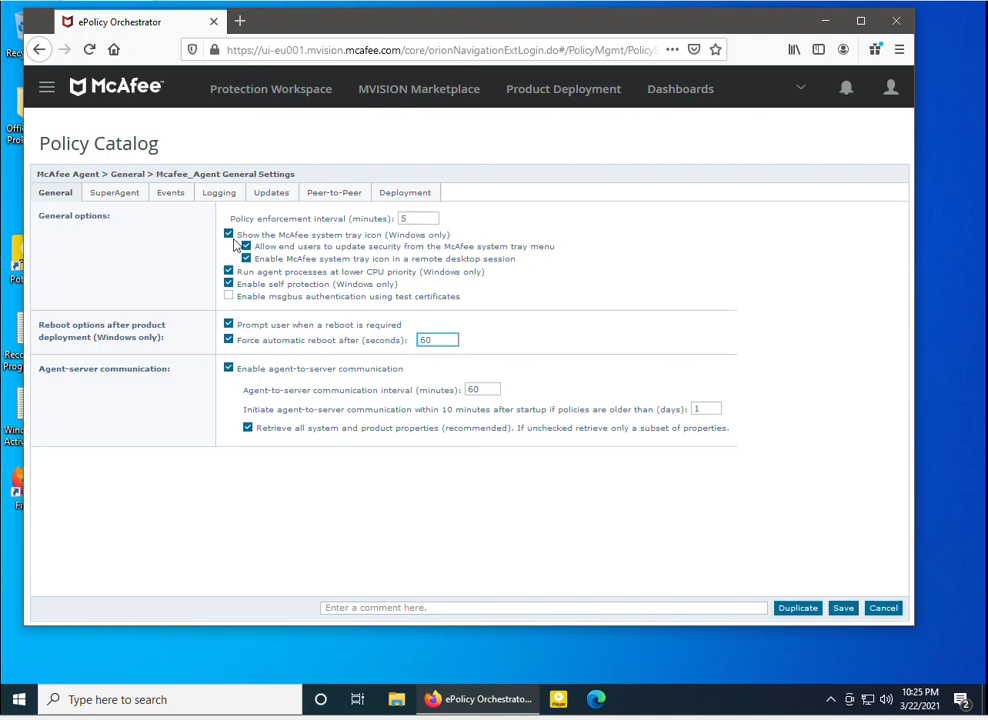 ePolicy Orchestrator
https://ui-eu001.mvision.mcafee.com/core/orionNavigationExtLogin.do#/PolicyMgmt/Policy
McAfee™
Protection Workspace
MVISION Marketplace
Product Deployment
Dashboards
Policy Catalog
McAfee Agent > General > Mcafee_Agent General Settings
General
SuperAgent
Events
Logging
Updates
Peer-to-Peer
Deployment
General options:
Policy enforcement interval (minutes): 5
Show the McAfee system tray icon (Windows only)
Allow end users to update security from the McAfee system tray menu
Enable McAfee system tray icon in a remote desktop session
Run agent processes at lower CPU priority (Windows only)
Enable self protection (Windows only)
Enable msgbus authentication using test certificates
Reboot options after product
deployment (Windows only):
Prompt user when a reboot is required
Force automatic reboot after (seconds): 60
Agent-server communication:
Enable agent-to-server communication
Agent-to-server communication interval (minutes): 60
Initiate agent-to-server communication within 10 minutes after startup if policies are older than (days): 1
Retrieve all system and product properties (recommended). If unchecked retrieve only a subset of properties.
Enter a comment here.
Duplicate
Save
Cancel
Type here to search
ePolicy Orchestrato...
10:25 PM
3/22/2021
2